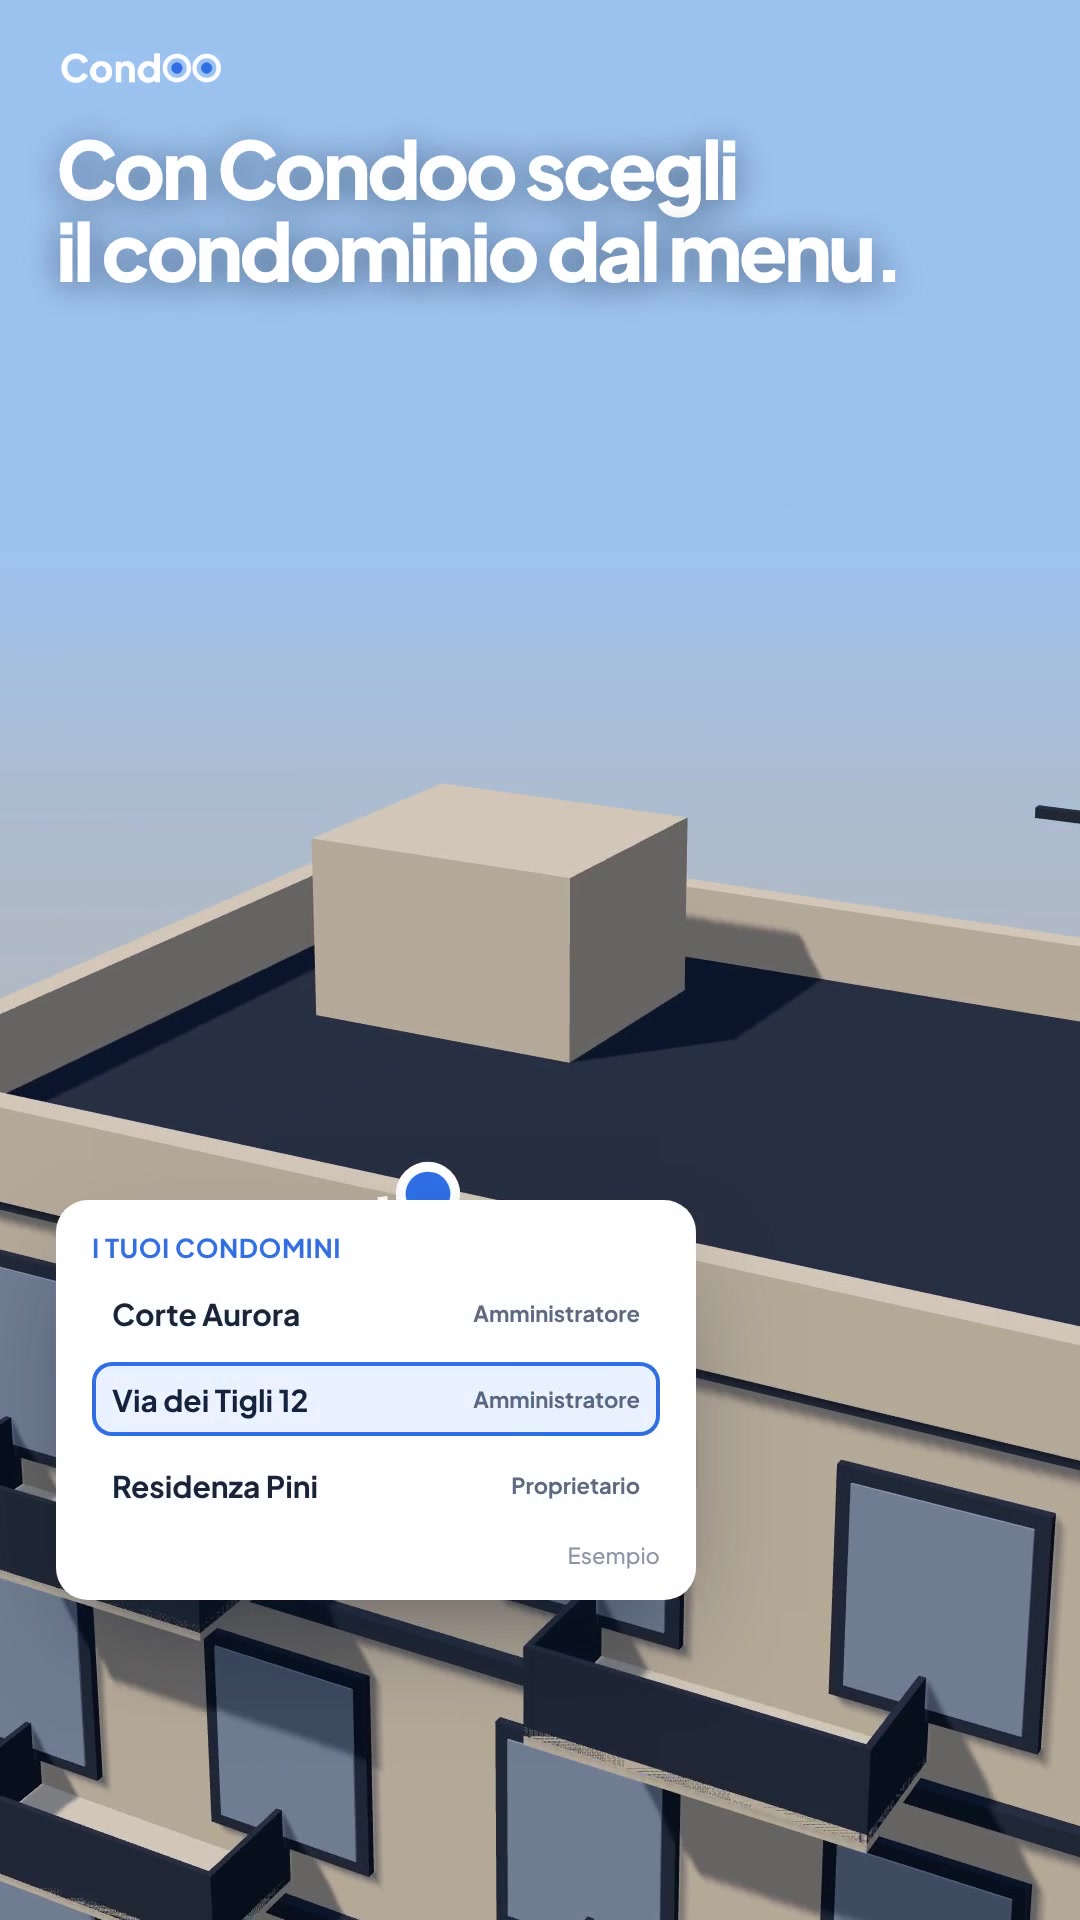 Condoo
Con Condoo scegli
il condominio dal menu.
I TUOI CONDOMINI
Corte Aurora Amministratore
Via dei Tigli 12 Amministratore
Residenza Pini Proprietario
Esempio